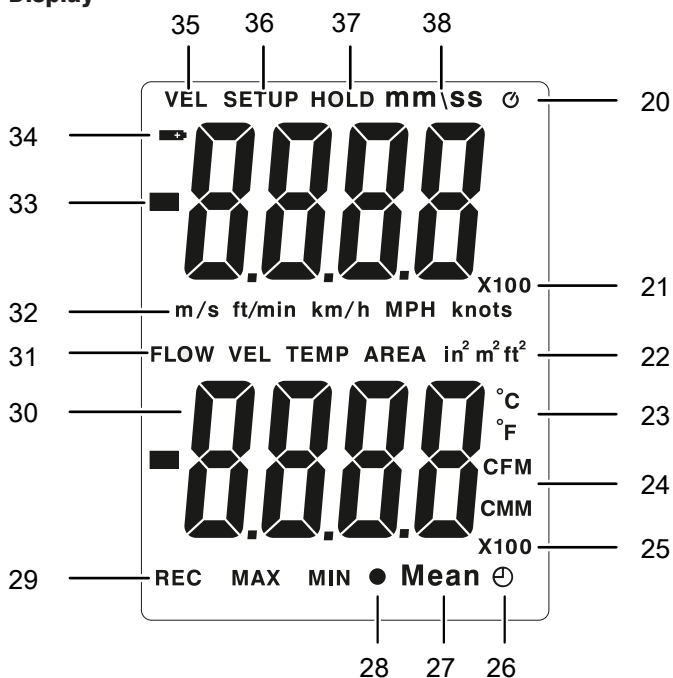 35 36 37 38
VEL SETUP HOLD mm\ss 20
34
33 8.8.8.8
X100 21
32 m/s ft/min km/h MPH knots
31 FLOW VEL TEMP AREA in² m² ft² 22
30 8.8.8.8 °C 23
°F
CFM 24
CMM
X100 25
29 REC MAX MIN ● Mean
28 27 26